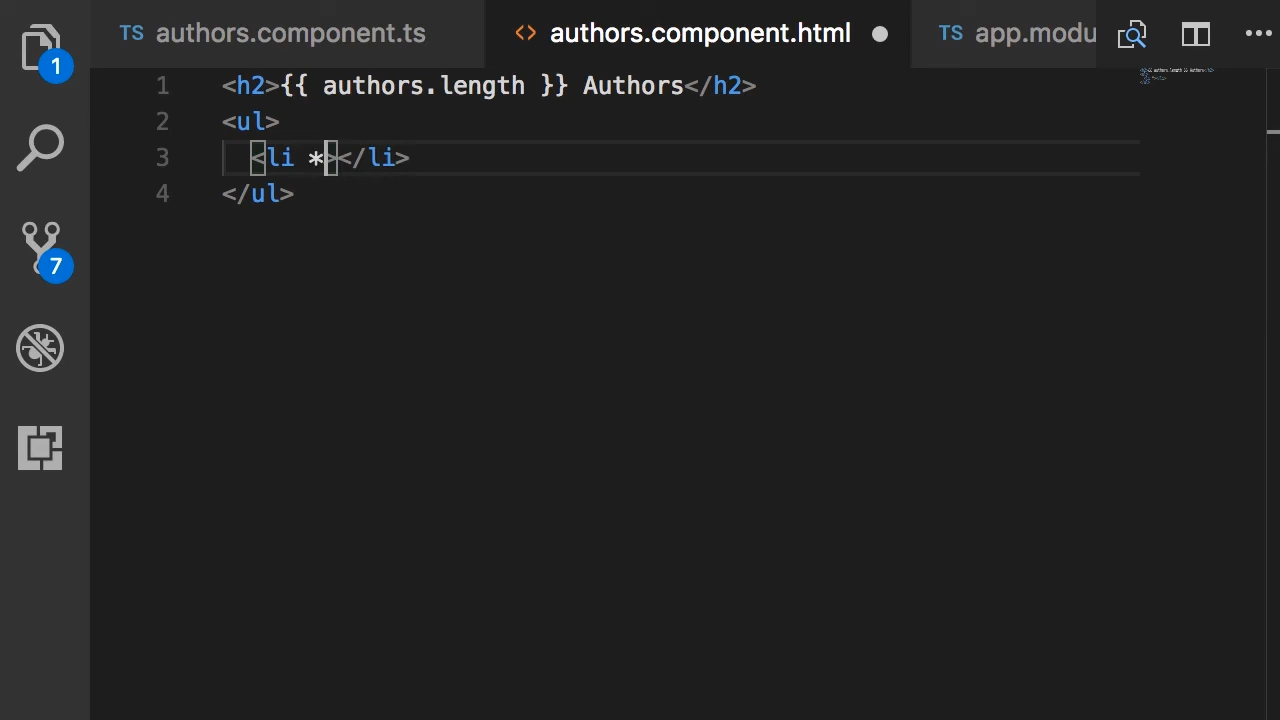 1
TS authors.component.ts
<> authors.component.html
TS app.modu
1 <h2>{{ authors.length }} Authors</h2>
2 <ul>
3 <li *></li>
4 </ul>
7